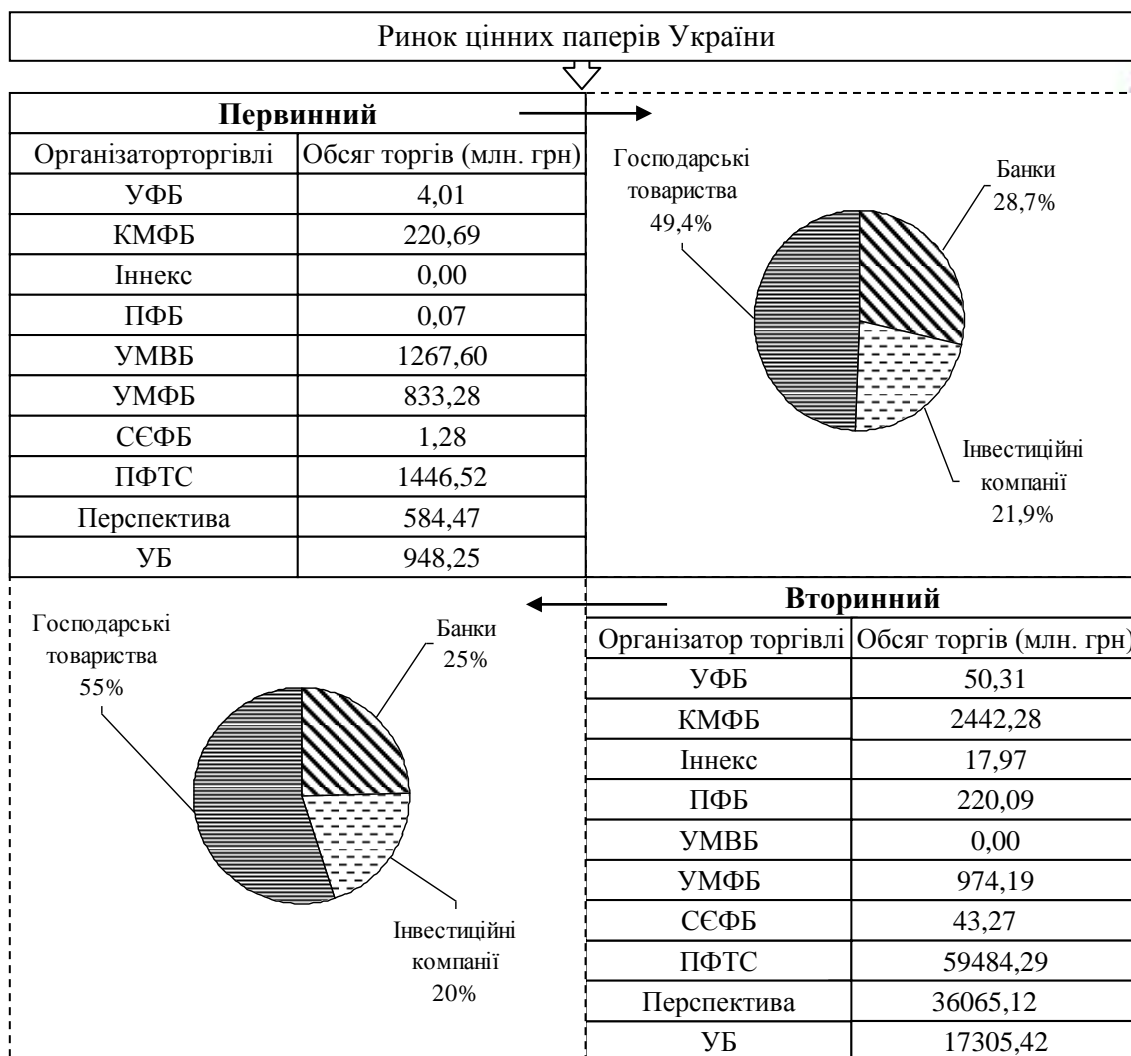 Ринок цінних паперів України
Первинний
Організаторторгівлі Обсяг торгів (млн. грн)
УФБ 4,01
КМФБ 220,69
Іннекс 0,00
ПФБ 0,07
УМВБ 1267,60
УМФБ 833,28
СЄФБ 1,28
ПФТС 1446,52
Перспектива 584,47
УБ 948,25
Господарські
товариства
49,4%
Банки
28,7%
Інвестиційні
компанії
21,9%
Господарські
товариства
55%
Банки
25%
Інвестиційні
компанії
20%
Вторинний
Організатор торгівлі Обсяг торгів (млн. грн)
УФБ 50,31
КМФБ 2442,28
Іннекс 17,97
ПФБ 220,09
УМВБ 0,00
УМФБ 974,19
СЄФБ 43,27
ПФТС 59484,29
Перспектива 36065,12
УБ 17305,42